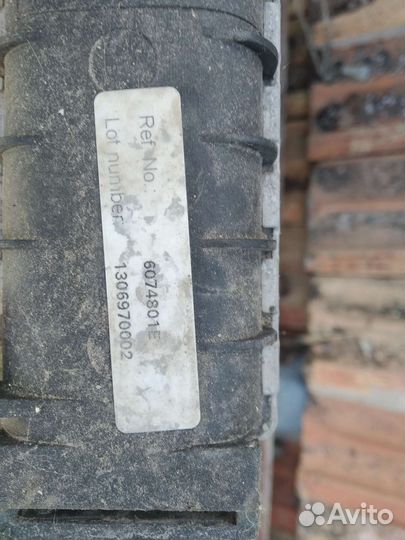 Ref No.: 6074801E
Lot number: 1306970002
Avito